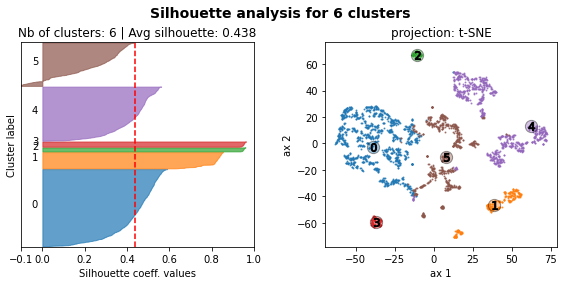 Silhouette analysis for 6 clusters
Nb of clusters: 6 | Avg silhouette: 0.438
Cluster label
5
4
3
2
1
0
-0.1 0.0 0.2 0.4 0.6 0.8 1.0
Silhouette coeff. values
projection: t-SNE
ax 2
60
40
20
0
−20
−40
−60
2
4
0
5
1
3
−50 −25 0 25 50 75
ax 1